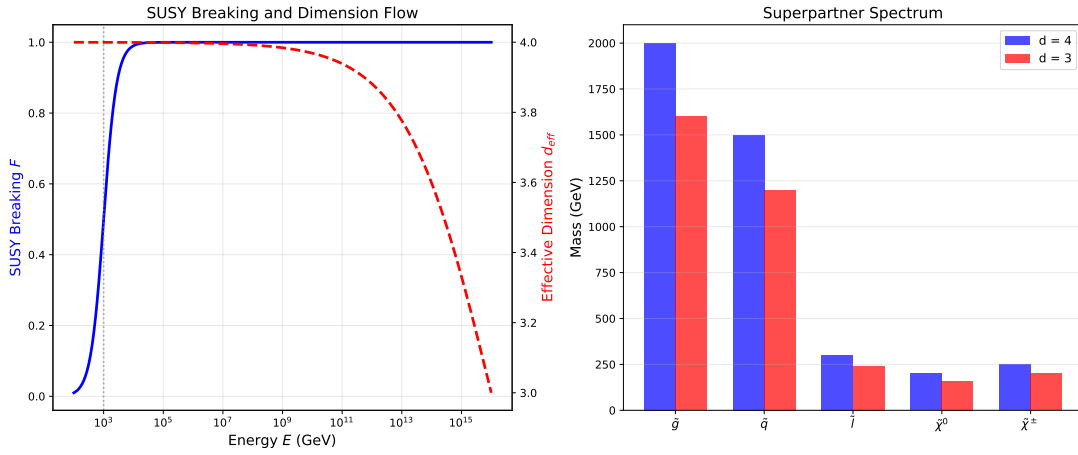 SUSY Breaking and Dimension Flow
SUSY Breaking F
1.0
0.8
0.6
0.4
0.2
0.0
10³
10⁵
10⁷
10⁹
10¹¹
10¹³
10¹⁵
Energy E (GeV)
4.0
3.8
3.6
3.4
3.2
3.0
Effective Dimension d_eff
Superpartner Spectrum
Mass (GeV)
2000
1750
1500
1250
1000
750
500
250
0
g̃
q̃
l̃
χ̃⁰
χ̃±
d = 4
d = 3